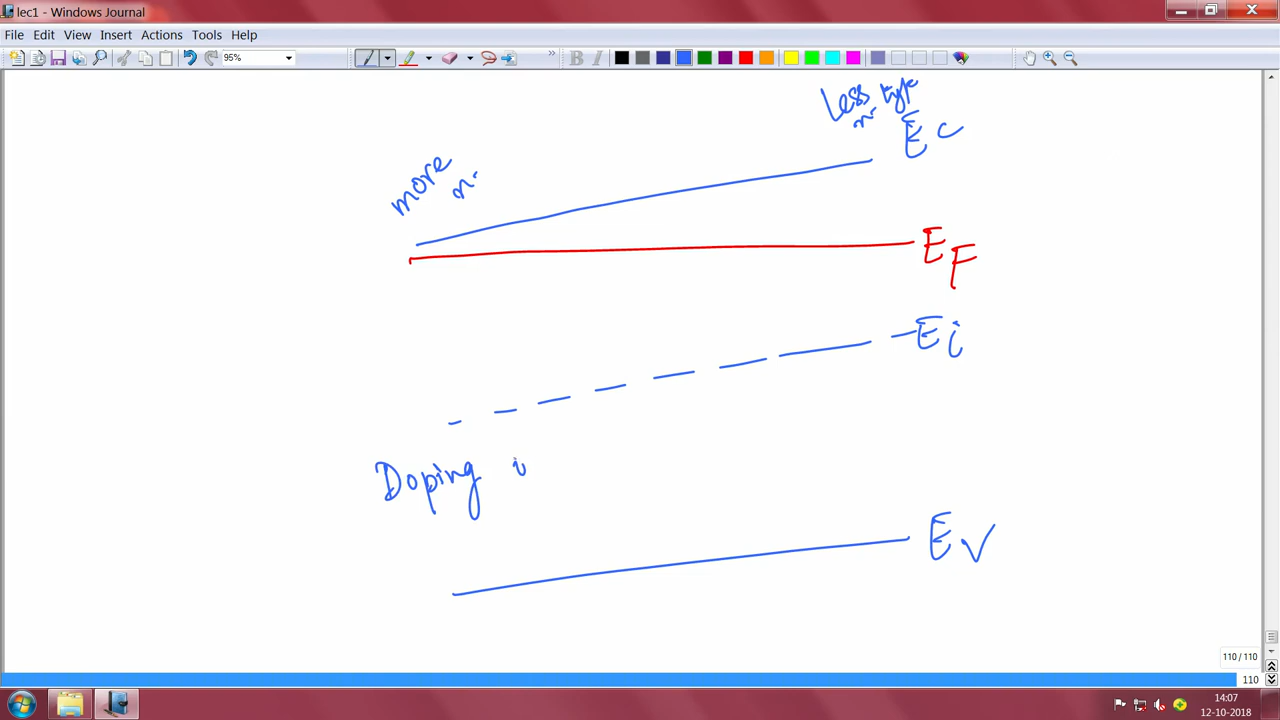 lec1 - Windows Journal
File Edit View Insert Actions Tools Help
95%
B I
less type
n-
Ec
more
n-
EF
Ei
Doping i
Ev
110 / 110
110
14:07
12-10-2018